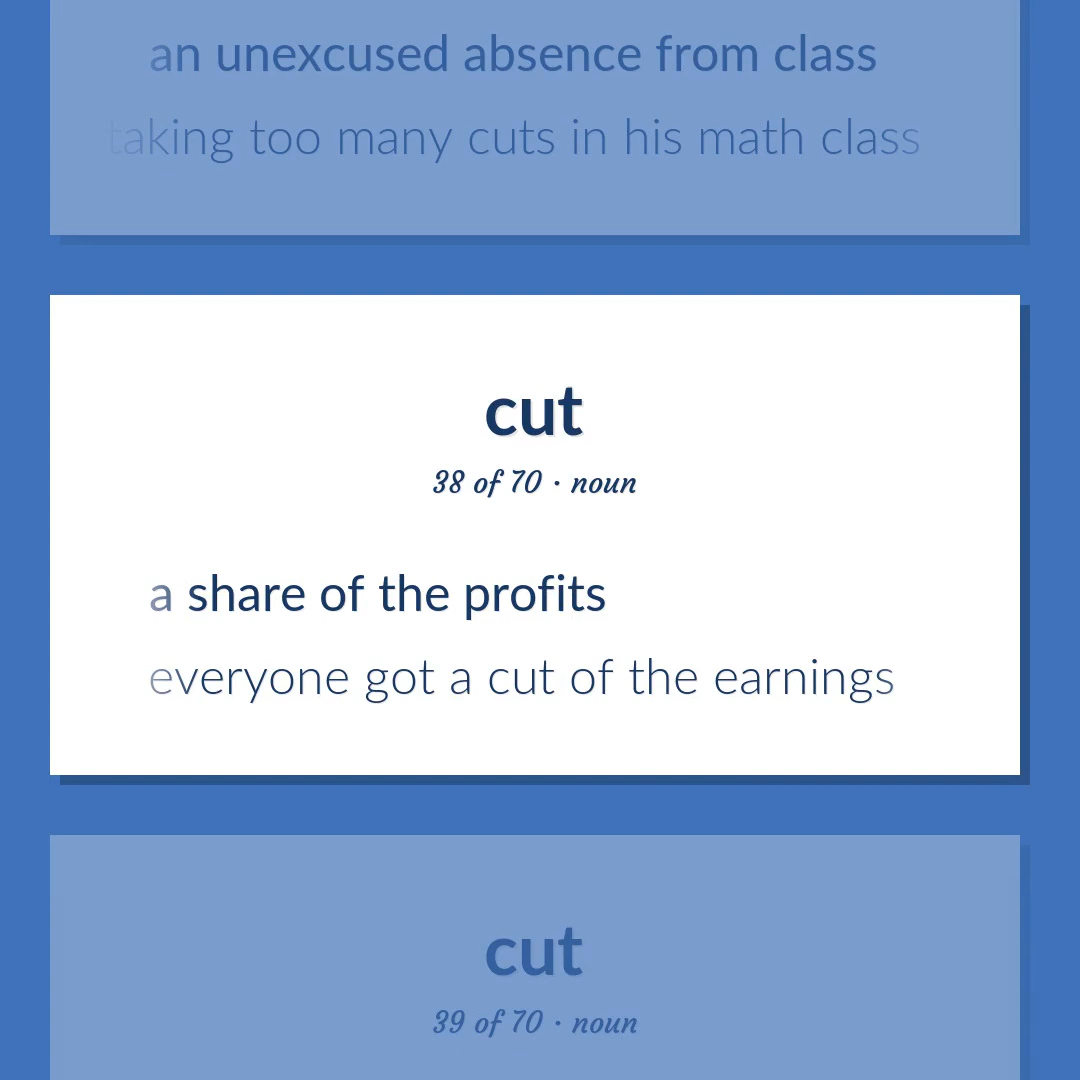 an unexcused absence from class
taking too many cuts in his math class
cut
38 of 70 · noun
a share of the profits
everyone got a cut of the earnings
cut
39 of 70 · noun